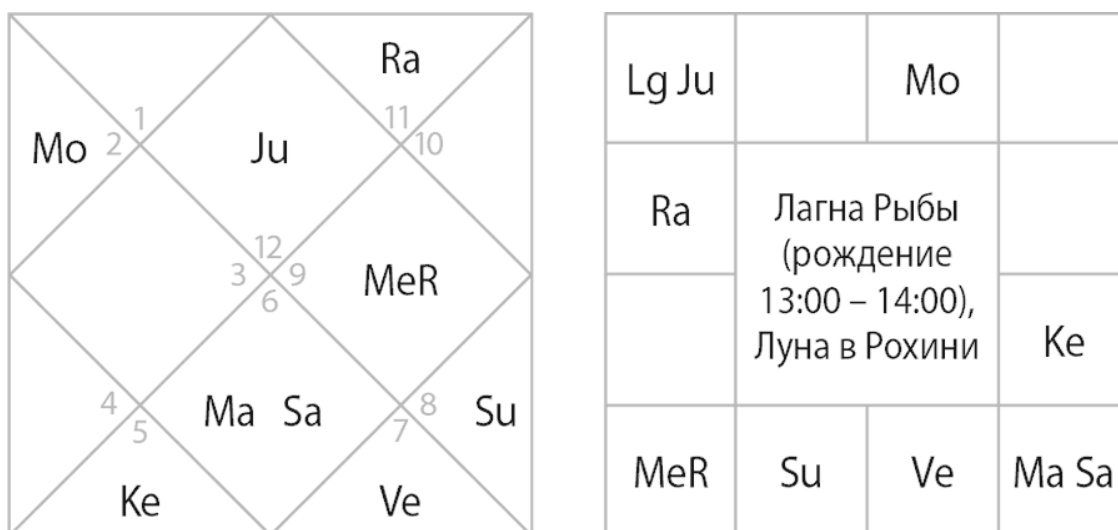 Ra
Mo
2
1
Ju
11
10
12
3
9
6
MeR
4
5
Ma Sa
8
7
Su
Ke
Ve
Lg Ju
Mo
Ra
Лагна Рыбы
(рождение
13:00 – 14:00),
Луна в Рохини
Ke
MeR
Su
Ve
Ma Sa